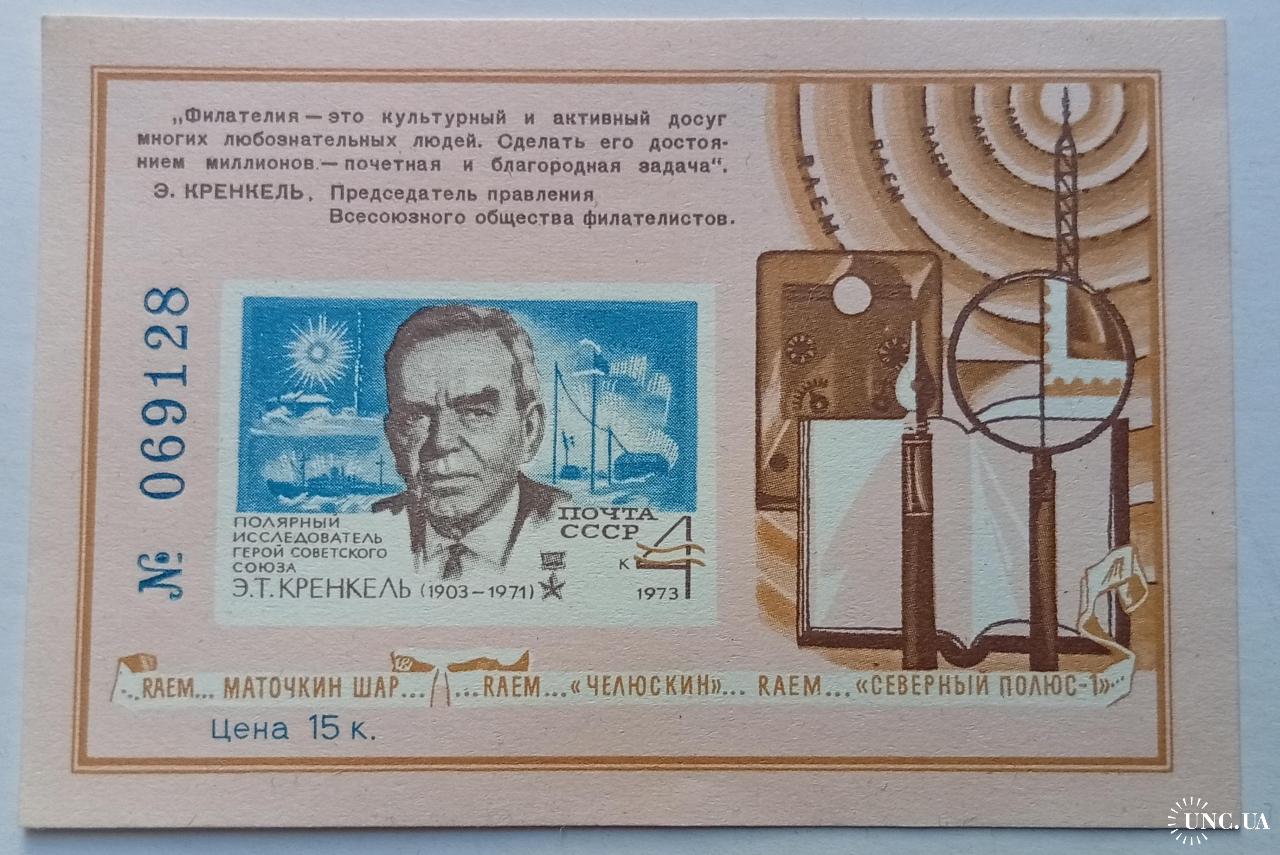 „Филателия — это культурный и активный досуг
многих любознательных людей. Сделать его достоя-
нием миллионов — почетная и благородная задача“.
Э. КРЕНКЕЛЬ, Председатель правления
Всесоюзного общества филателистов.
RAEM
RAEM
RAEM
RAEM
RAEM
№ 069128
ПОЛЯРНЫЙ
ИССЛЕДОВАТЕЛЬ
ГЕРОЙ СОВЕТСКОГО
СОЮЗА
Э.Т. КРЕНКЕЛЬ (1903–1971)
ПОЧТА
СССР
К 4
1973
...RAEM... МАТОЧКИН ШАР... ...RAEM...«ЧЕЛЮСКИН»... RAEM...«СЕВЕРНЫЙ ПОЛЮС-1»...
Цена 15 к.
UNC.UA